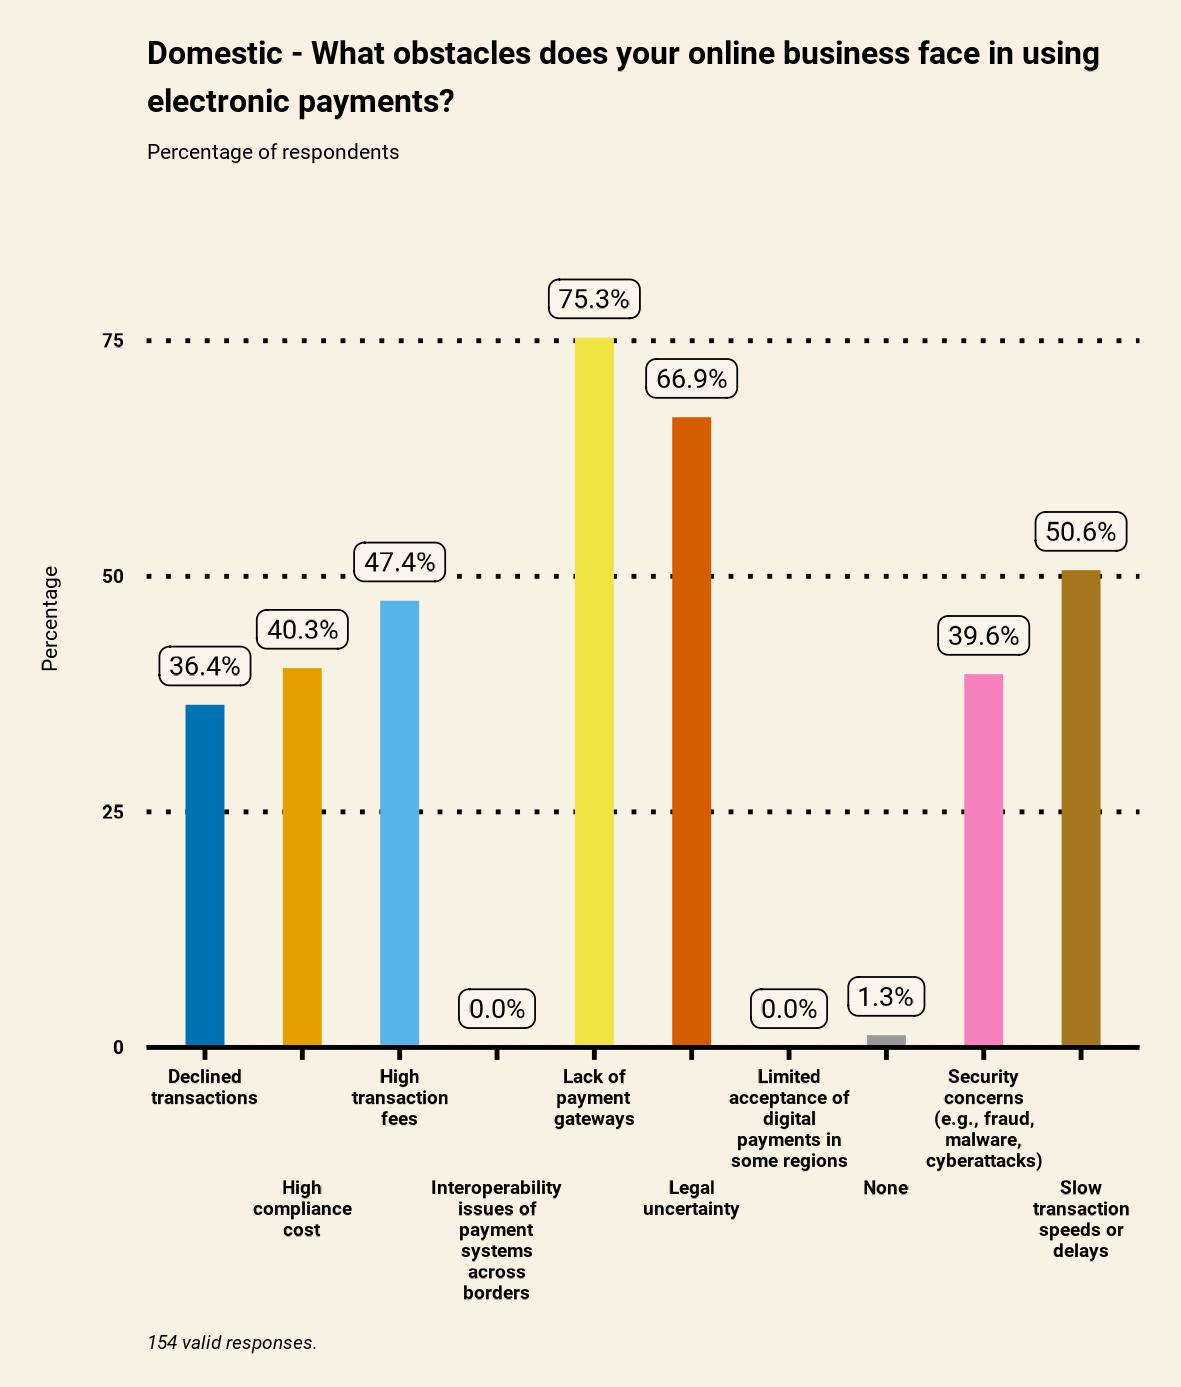 Domestic - What obstacles does your online business face in using
electronic payments?
Percentage of respondents
75.3%
75
66.9%
50.6%
47.4%
50
40.3%
39.6%
36.4%
Percentage
25
0.0%
0.0%
1.3%
0
Declined
transactions
High
compliance
cost
High
transaction
fees
Interoperability
issues of
payment
systems
across
borders
Lack of
payment
gateways
Legal
uncertainty
Limited
acceptance of
digital
payments in
some regions
None
Security
concerns
(e.g., fraud,
malware,
cyberattacks)
Slow
transaction
speeds or
delays
154 valid responses.